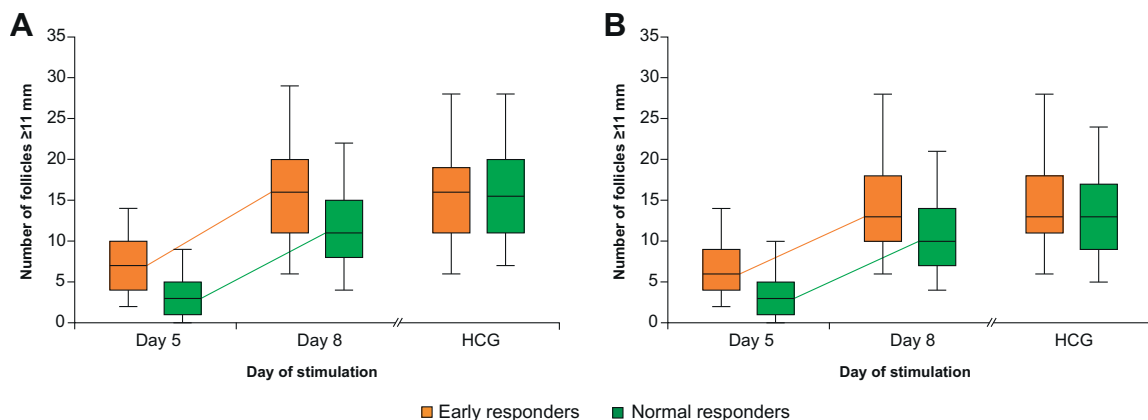 A
Number of follicles ≥11 mm
35
30
25
20
15
10
5
0
Day 5
Day 8
HCG
Day of stimulation
B
Number of follicles ≥11 mm
35
30
25
20
15
10
5
0
Day 5
Day 8
HCG
Day of stimulation
Early responders
Normal responders